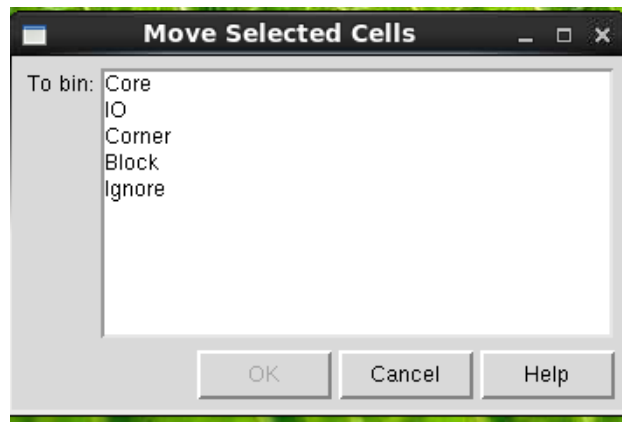 Move Selected Cells
To bin: Core
IO
Corner
Block
Ignore
OK Cancel Help